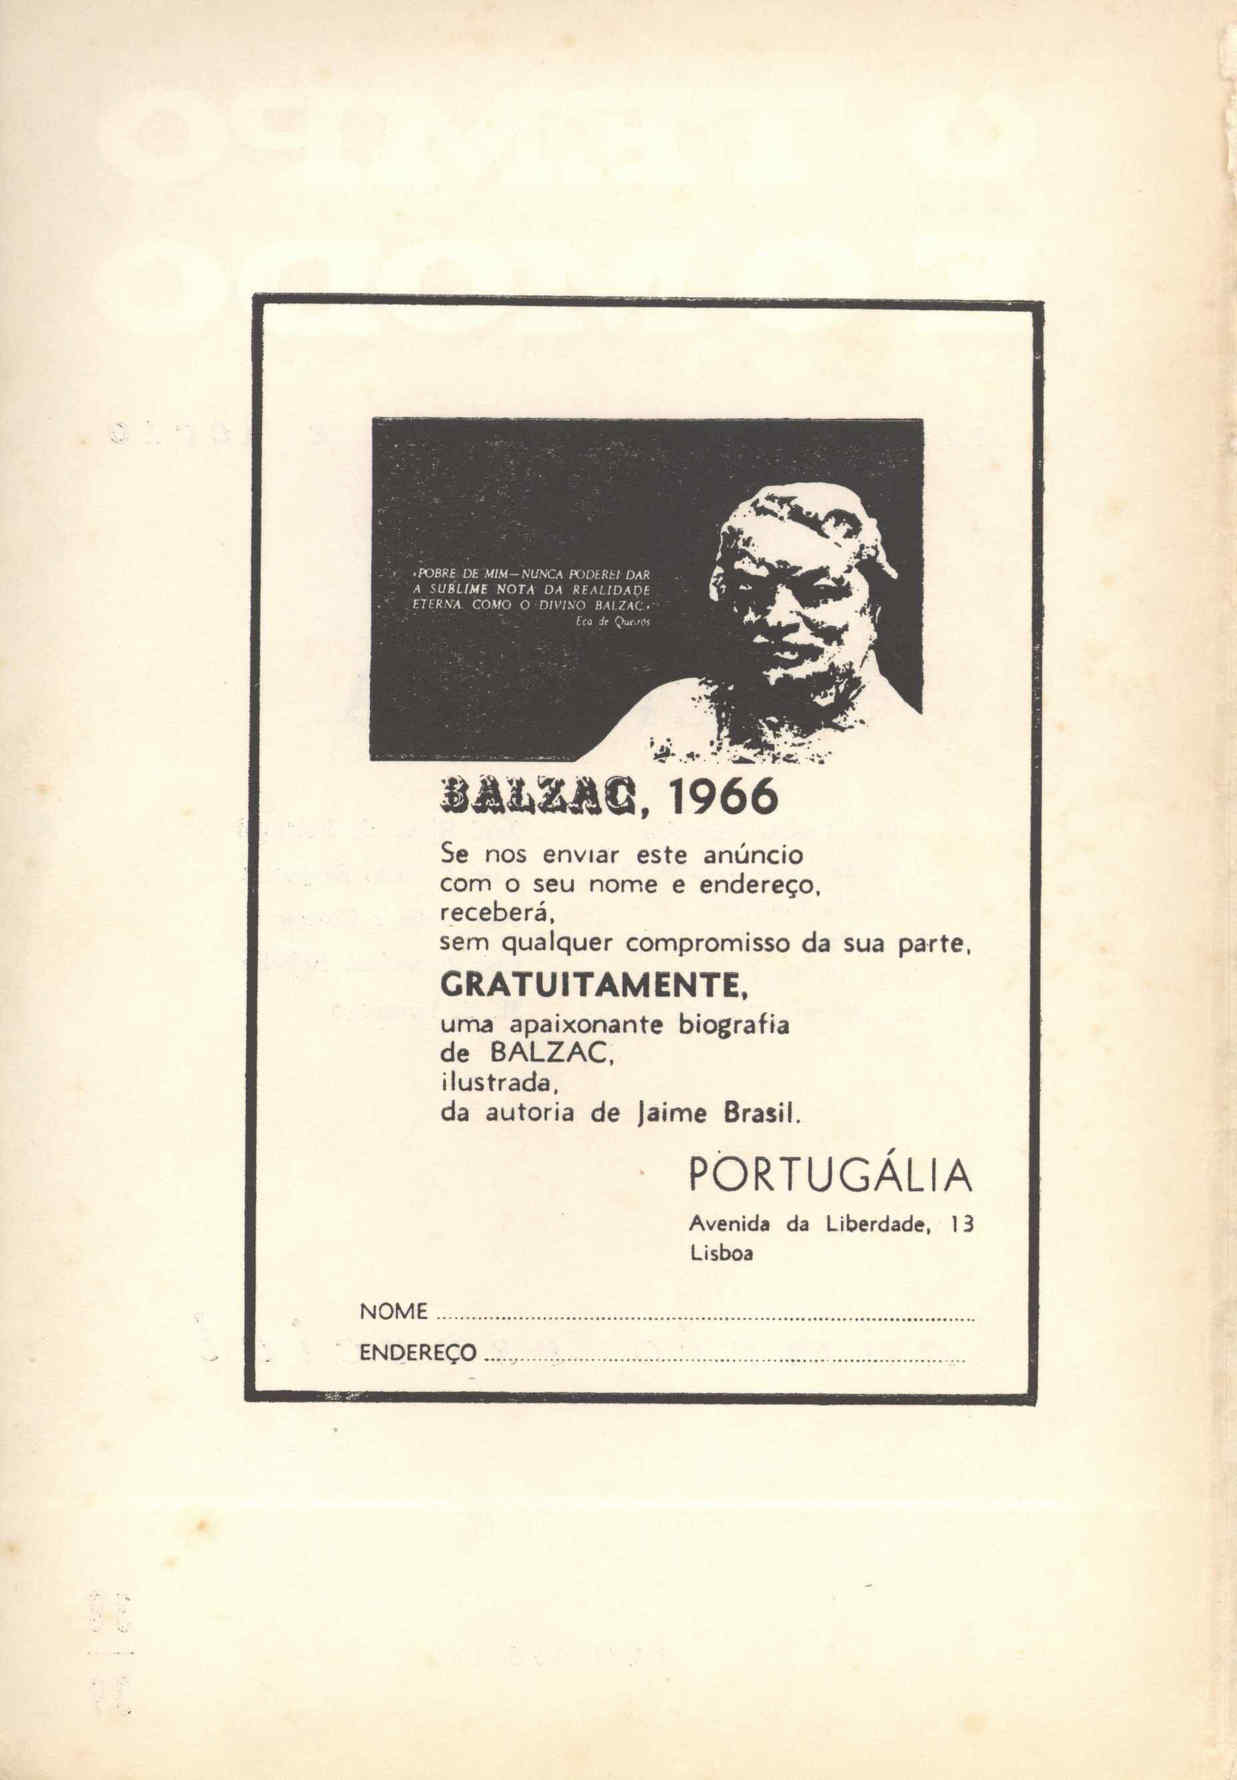 «POBRE DE MIM—NUNCA PODEREI DAR
A SUBLIME NOTA DA REALIDADE
ETERNA COMO O DIVINO BALZAC»
Eça de Queirós
BALZAC, 1966
Se nos enviar este anúncio
com o seu nome e endereço,
receberá,
sem qualquer compromisso da sua parte,
GRATUITAMENTE,
uma apaixonante biografia
de BALZAC,
ilustrada,
da autoria de Jaime Brasil.
PORTUGÁLIA
Avenida da Liberdade, 13
Lisboa
NOME
ENDEREÇO